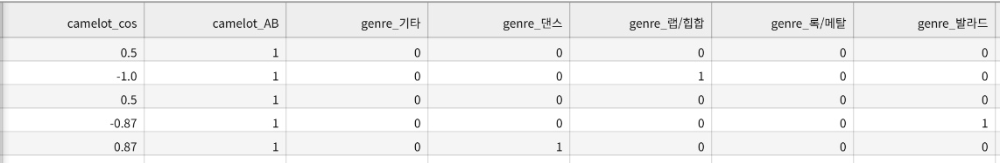 camelot_cos camelot_AB genre_기타 genre_댄스 genre_랩/힙합 genre_록/메탈 genre_발라드
0.5 1 0 0 0 0 0
-1.0 1 0 0 1 0 0
0.5 1 0 0 0 0 0
-0.87 1 0 0 0 0 1
0.87 1 0 1 0 0 0